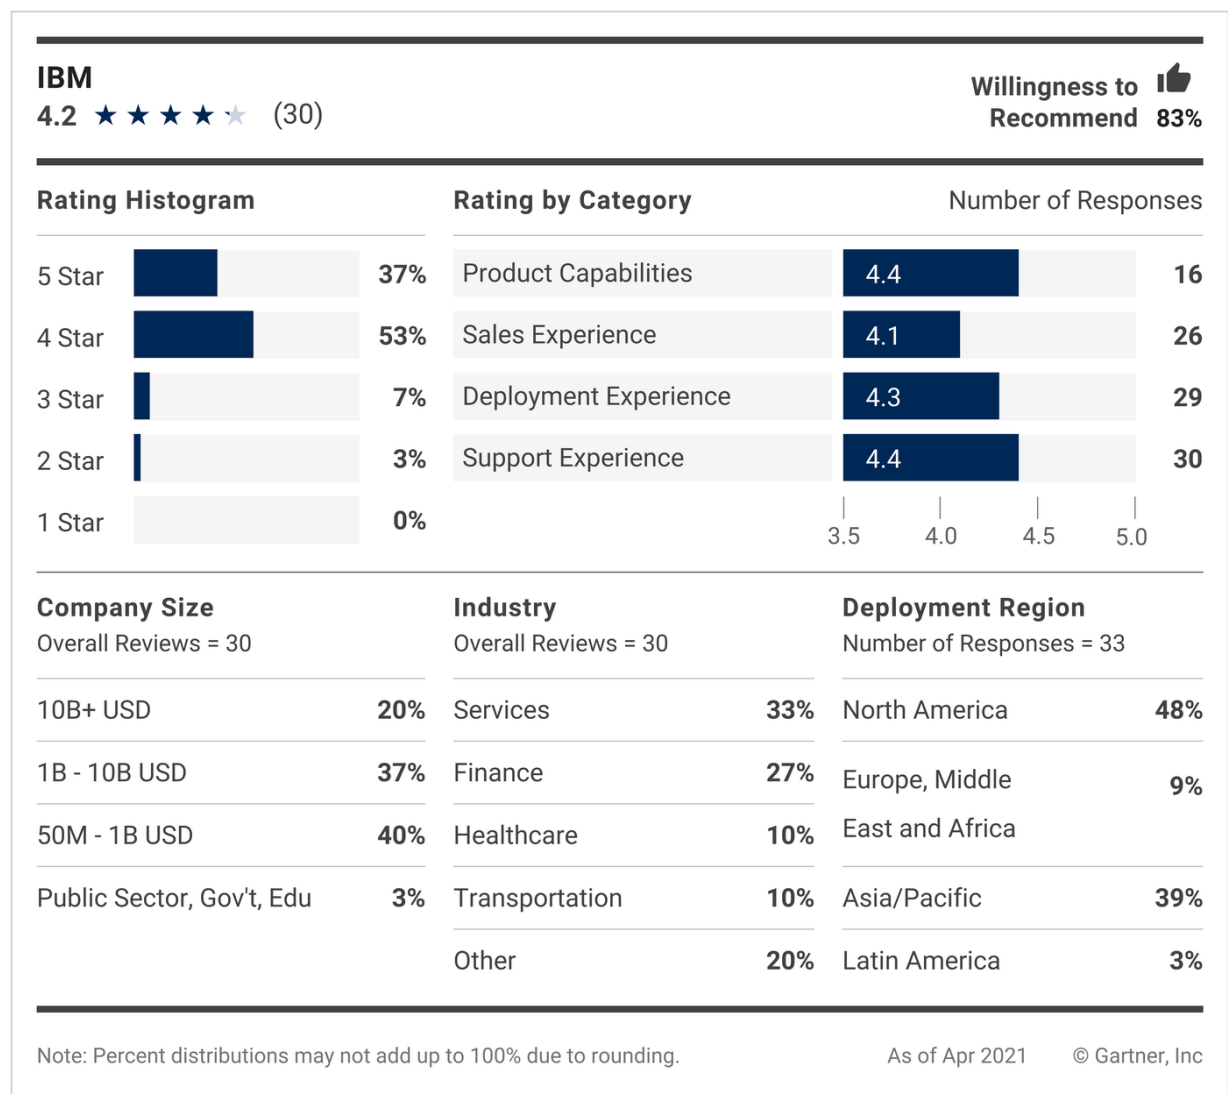 IBM
4.2 ★ ★ ★ ★ ★ (30)
Willingness to
Recommend 83%
Rating Histogram
5 Star 37%
4 Star 53%
3 Star 7%
2 Star 3%
1 Star 0%
Rating by Category Number of Responses
Product Capabilities 4.4 16
Sales Experience 4.1 26
Deployment Experience 4.3 29
Support Experience 4.4 30
3.5 4.0 4.5 5.0
Company Size
Overall Reviews = 30
10B+ USD 20%
1B - 10B USD 37%
50M - 1B USD 40%
Public Sector, Gov't, Edu 3%
Industry
Overall Reviews = 30
Services 33%
Finance 27%
Healthcare 10%
Transportation 10%
Other 20%
Deployment Region
Number of Responses = 33
North America 48%
Europe, Middle 9%
East and Africa
Asia/Pacific 39%
Latin America 3%
Note: Percent distributions may not add up to 100% due to rounding. As of Apr 2021 © Gartner, Inc